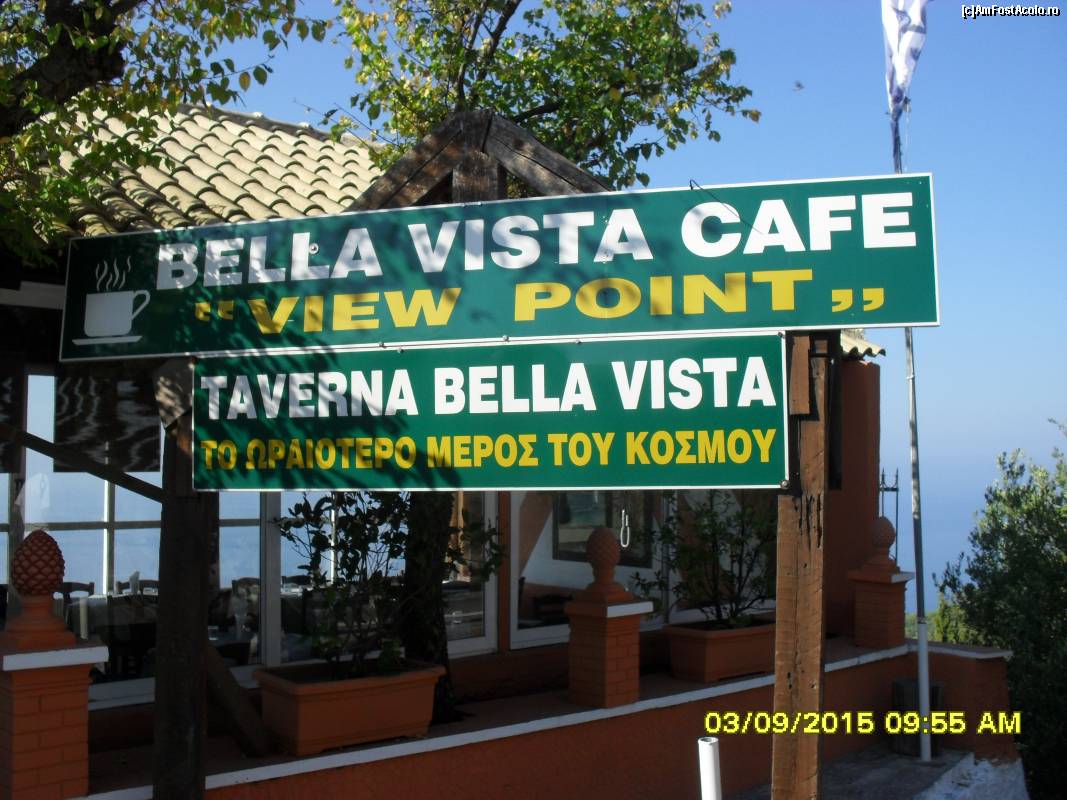 (c)AmFostAcolo.ro
BELLA VISTA CAFE
"VIEW POINT"
TAVERNA BELLA VISTA
ΤΟ ΩΡΑΙΟΤΕΡΟ ΜΕΡΟΣ ΤΟΥ ΚΟΣΜΟΥ
03/09/2015 09:55 AM